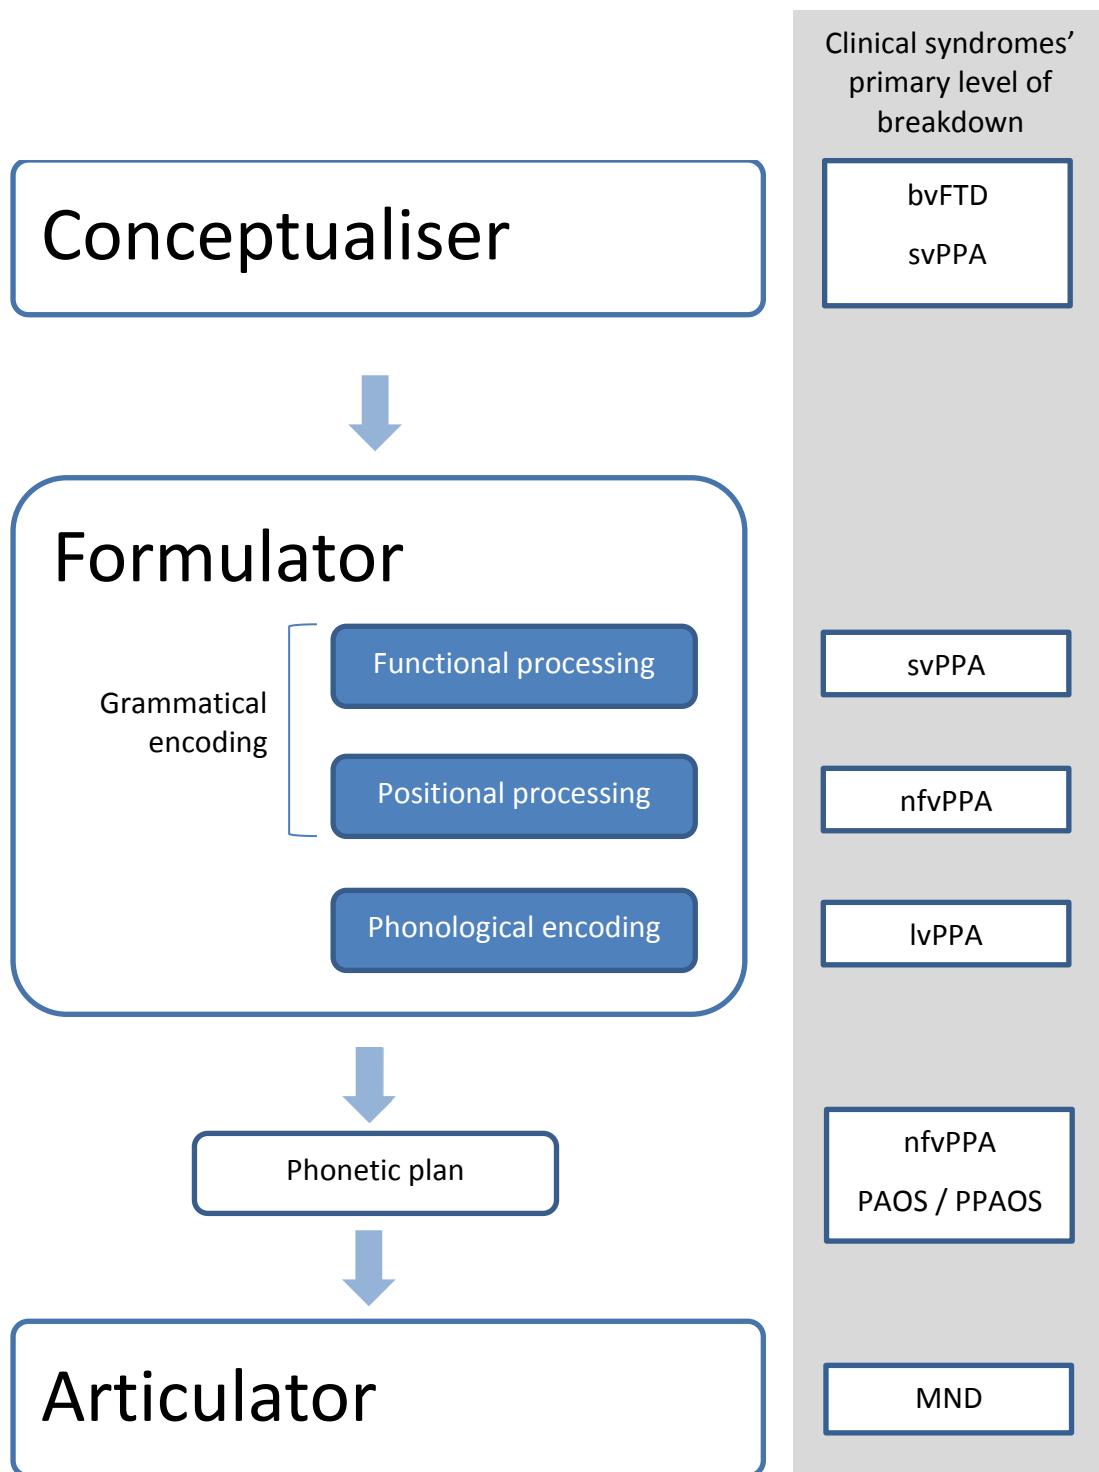 Clinical syndromes’
primary level of
breakdown
Conceptualiser
bvFTD
svPPA
Formulator
Functional processing
svPPA
Grammatical
encoding
Positional processing
nfvPPA
Phonological encoding
lvPPA
Phonetic plan
nfvPPA
PAOS / PPAOS
Articulator
MND